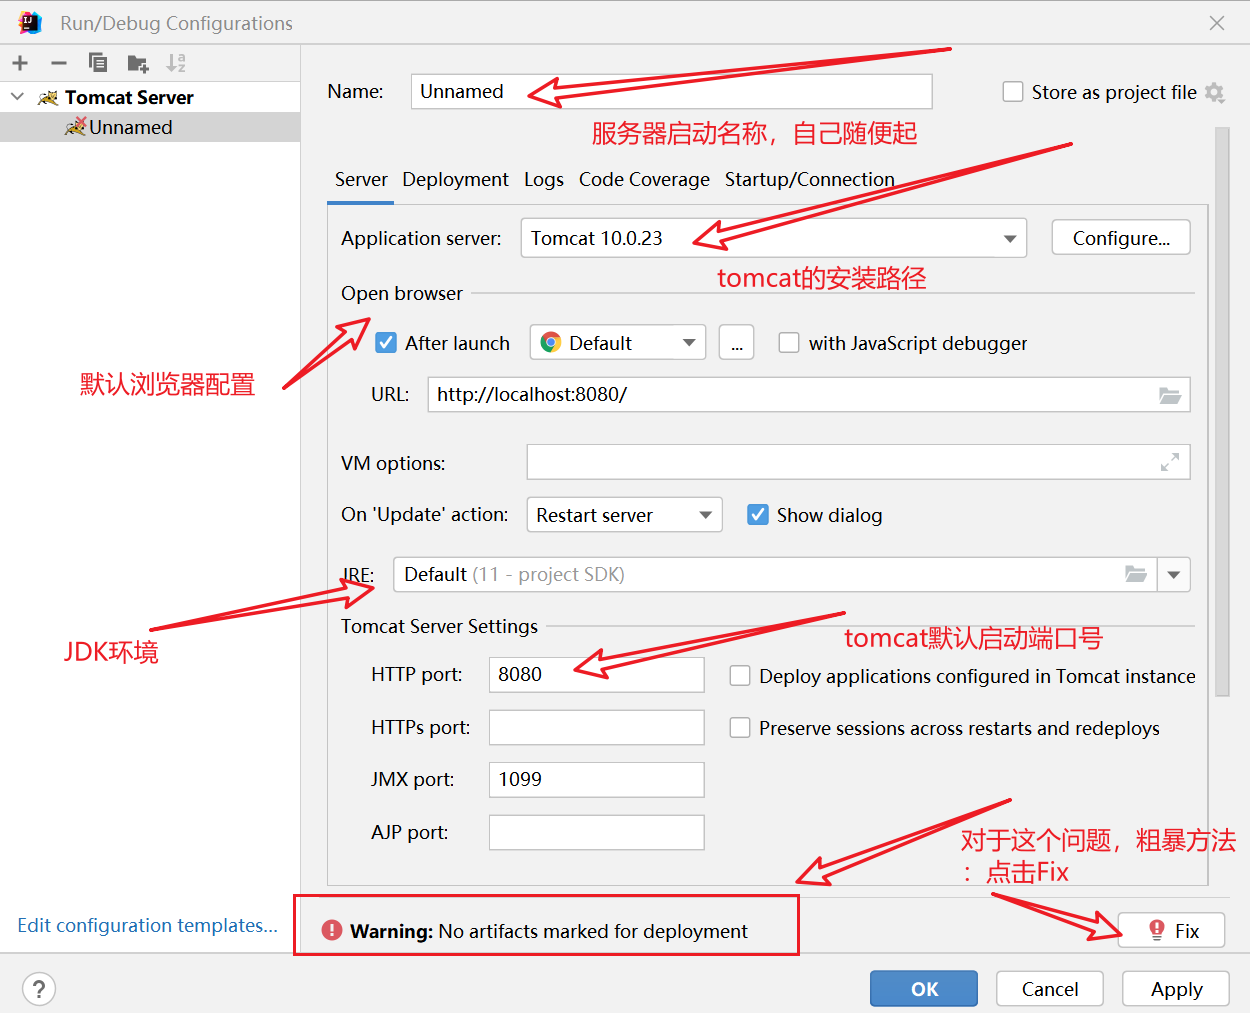 Run/Debug Configurations
Tomcat Server
Unnamed
Name: Unnamed
Store as project file
服务器启动名称，自己随便起
Server Deployment Logs Code Coverage Startup/Connection
Application server: Tomcat 10.0.23 Configure...
tomcat的安装路径
Open browser
After launch Default ... with JavaScript debugger
默认浏览器配置
URL: http://localhost:8080/
VM options:
On 'Update' action: Restart server Show dialog
JRE: Default (11 - project SDK)
JDK环境
Tomcat Server Settings
tomcat默认启动端口号
HTTP port: 8080 Deploy applications configured in Tomcat instance
HTTPs port: Preserve sessions across restarts and redeploys
JMX port: 1099
AJP port:
对于这个问题，粗暴方法
：点击Fix
Edit configuration templates...
Warning: No artifacts marked for deployment
Fix
? OK Cancel Apply